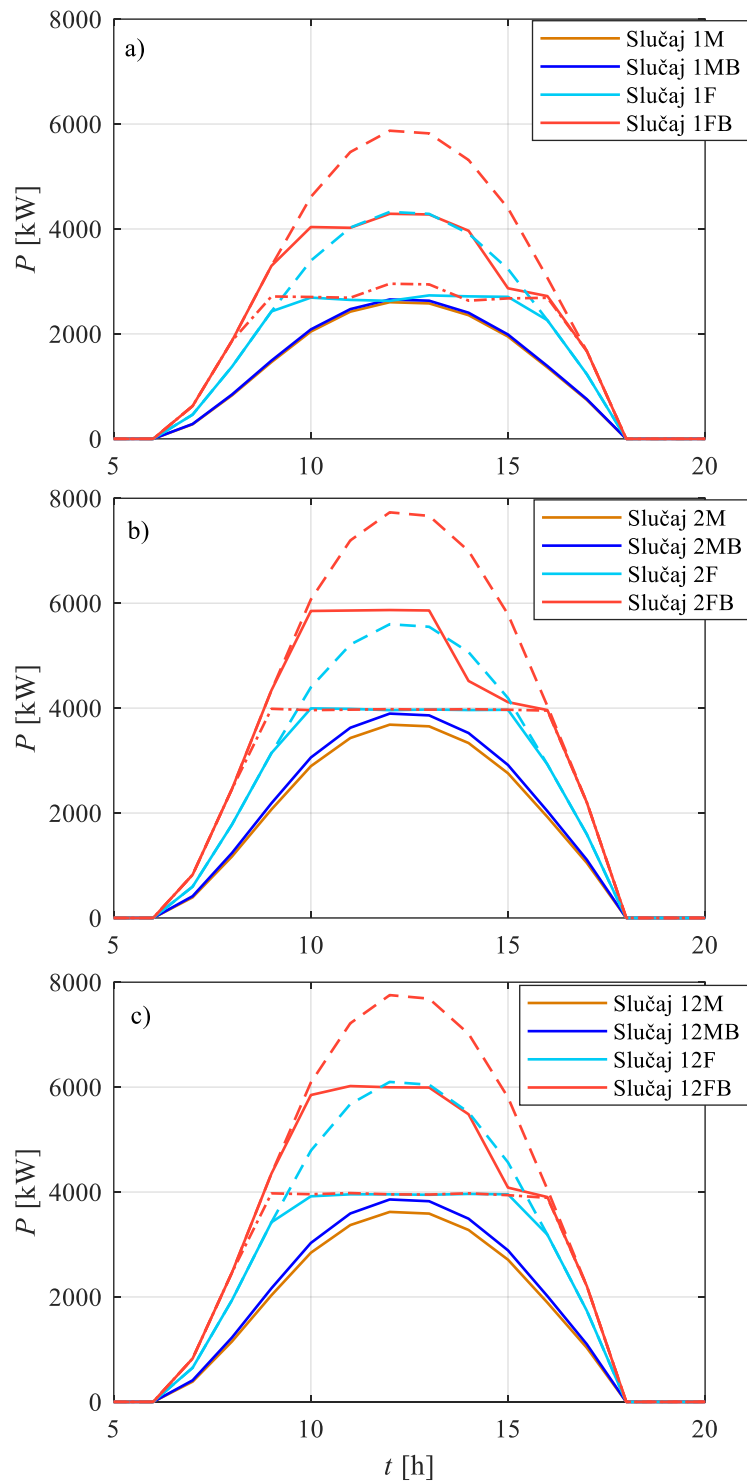 a)
Slučaj 1M
Slučaj 1MB
Slučaj 1F
Slučaj 1FB
8000
6000
4000
2000
0
P [kW]
5 10 15 20
b)
Slučaj 2M
Slučaj 2MB
Slučaj 2F
Slučaj 2FB
8000
6000
4000
2000
0
P [kW]
5 10 15 20
c)
Slučaj 12M
Slučaj 12MB
Slučaj 12F
Slučaj 12FB
8000
6000
4000
2000
0
P [kW]
5 10 15 20
t [h]